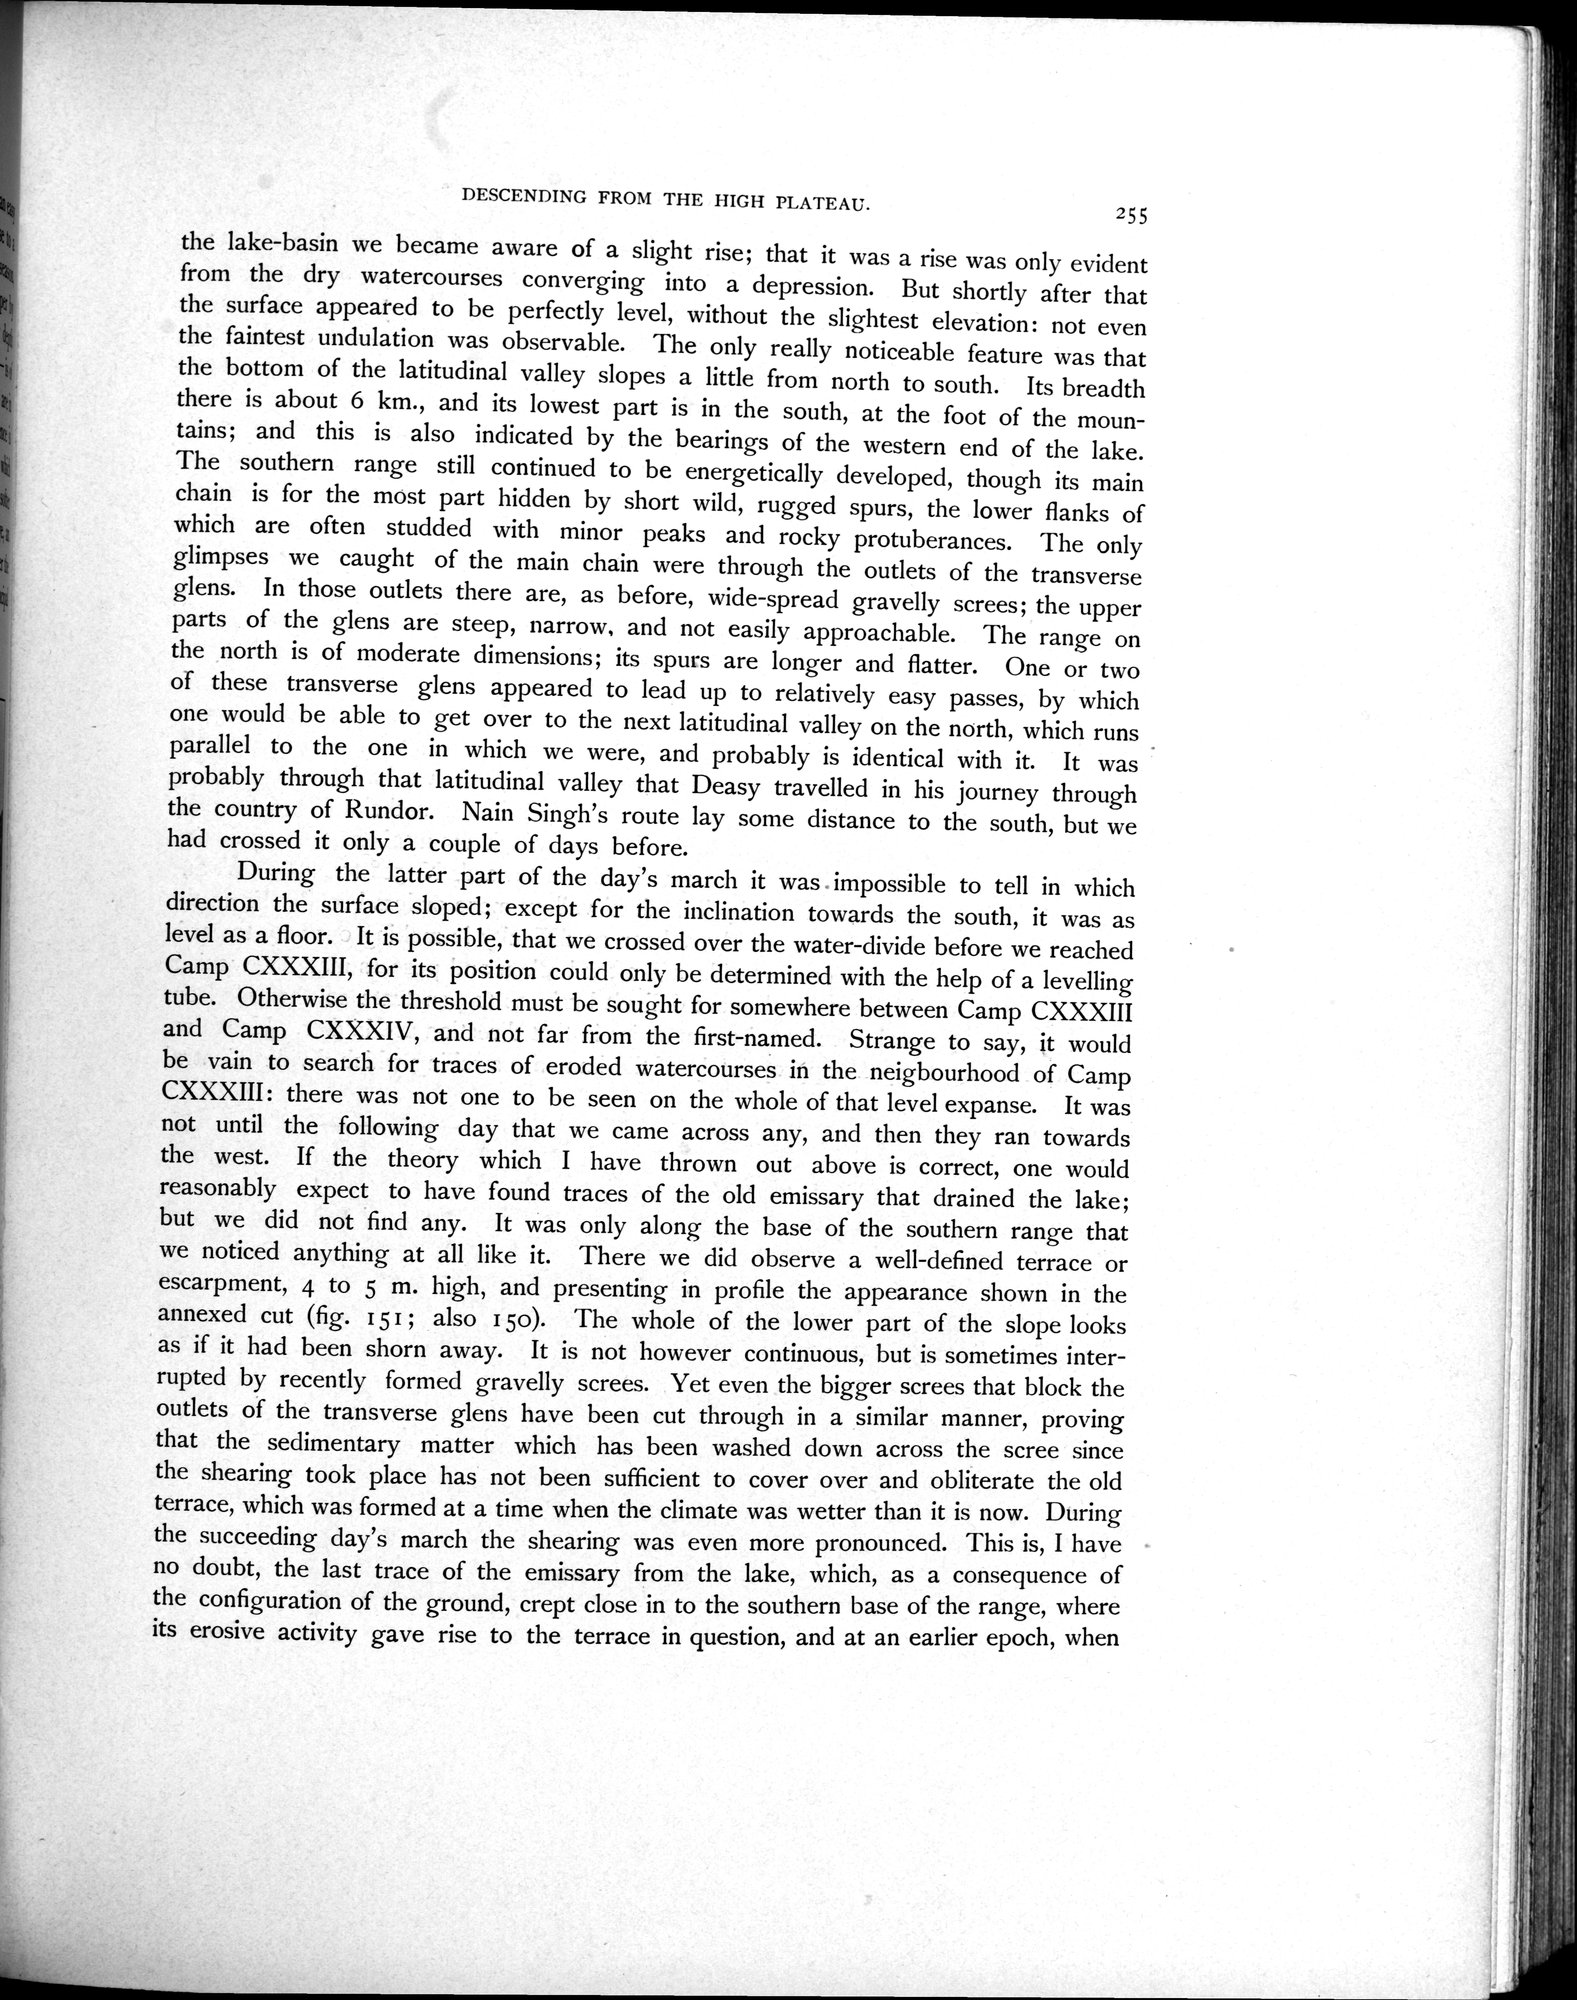 DESCENDING FROM THE HIGH PLATEAU.
255
the lake-basin we became aware of a slight rise; that it was a rise was only evident
from the dry watercourses converging into a depression. But shortly after that
the surface appeared to be perfectly level, without the slightest elevation: not even
the faintest undulation was observable. The only really noticeable feature was that
the bottom of the latitudinal valley slopes a little from north to south. Its breadth
there is about 6 km., and its lowest part is in the south, at the foot of the moun-
tains; and this is also indicated by the bearings of the western end of the lake.
The southern range still continued to be energetically developed, though its main
chain is for the most part hidden by short wild, rugged spurs, the lower flanks of
which are often studded with minor peaks and rocky protuberances. The only
glimpses we caught of the main chain were through the outlets of the transverse
glens. In those outlets there are, as before, wide-spread gravelly screes; the upper
parts of the glens are steep, narrow, and not easily approachable. The range on
the north is of moderate dimensions; its spurs are longer and flatter. One or two
of these transverse glens appeared to lead up to relatively easy passes, by which
one would be able to get over to the next latitudinal valley on the north, which runs
parallel to the one in which we were, and probably is identical with it. It was
probably through that latitudinal valley that Deasy travelled in his journey through
the country of Rundor. Nain Singh's route lay some distance to the south, but we
had crossed it only a couple of days before.
During the latter part of the day's march it was impossible to tell in which
direction the surface sloped; except for the inclination towards the south, it was as
level as a floor. It is possible, that we crossed over the water-divide before we reached
Camp CXXXIII, for its position could only be determined with the help of a levelling
tube. Otherwise the threshold must be sought for somewhere between Camp CXXXIII
and Camp CXXXIV, and not far from the first-named. Strange to say, it would
be vain to search for traces of eroded watercourses in the neigbourhood of Camp
CXXXIII: there was not one to be seen on the whole of that level expanse. It was
not until the following day that we came across any, and then they ran towards
the west. If the theory which I have thrown out above is correct, one would
reasonably expect to have found traces of the old emissary that drained the lake;
but we did not find any. It was only along the base of the southern range that
we noticed anything at all like it. There we did observe a well-defined terrace or
escarpment, 4 to 5 m. high, and presenting in profile the appearance shown in the
annexed cut (fig. 151; also 150). The whole of the lower part of the slope looks
as if it had been shorn away. It is not however continuous, but is sometimes inter-
rupted by recently formed gravelly screes. Yet even the bigger screes that block the
outlets of the transverse glens have been cut through in a similar manner, proving
that the sedimentary matter which has been washed down across the scree since
the shearing took place has not been sufficient to cover over and obliterate the old
terrace, which was formed at a time when the climate was wetter than it is now. During
the succeeding day's march the shearing was even more pronounced. This is, I have
no doubt, the last trace of the emissary from the lake, which, as a consequence of
the configuration of the ground, crept close in to the southern base of the range, where
its erosive activity gave rise to the terrace in question, and at an earlier epoch, when